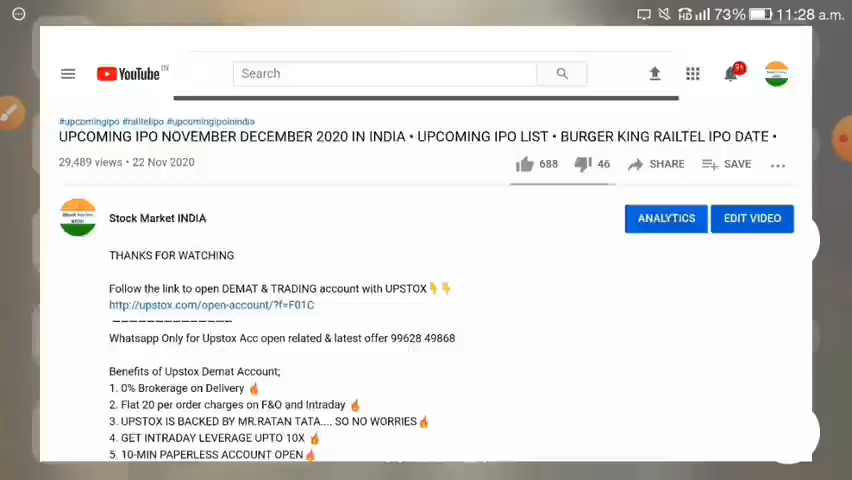 HD 73% 11:28 a.m.
YouTube IN Search
#upcomingipo #railtelipo #upcomingipoinindia
UPCOMING IPO NOVEMBER DECEMBER 2020 IN INDIA • UPCOMING IPO LIST • BURGER KING RAILTEL IPO DATE •
29,489 views • 22 Nov 2020 688 46 SHARE SAVE
Stock Market INDIA ANALYTICS EDIT VIDEO
THANKS FOR WATCHING
Follow the link to open DEMAT & TRADING account with UPSTOX👇👇
http://upstox.com/open-account/?f=F01C
———————————————
Whatsapp Only for Upstox Acc open related & latest offer 99628 49868
Benefits of Upstox Demat Account;
1. 0% Brokerage on Delivery 🔥
2. Flat 20 per order charges on F&O and Intraday 🔥
3. UPSTOX IS BACKED BY MR.RATAN TATA.... SO NO WORRIES🔥
4. GET INTRADAY LEVERAGE UPTO 10X 🔥
5. 10-MIN PAPERLESS ACCOUNT OPEN🔥